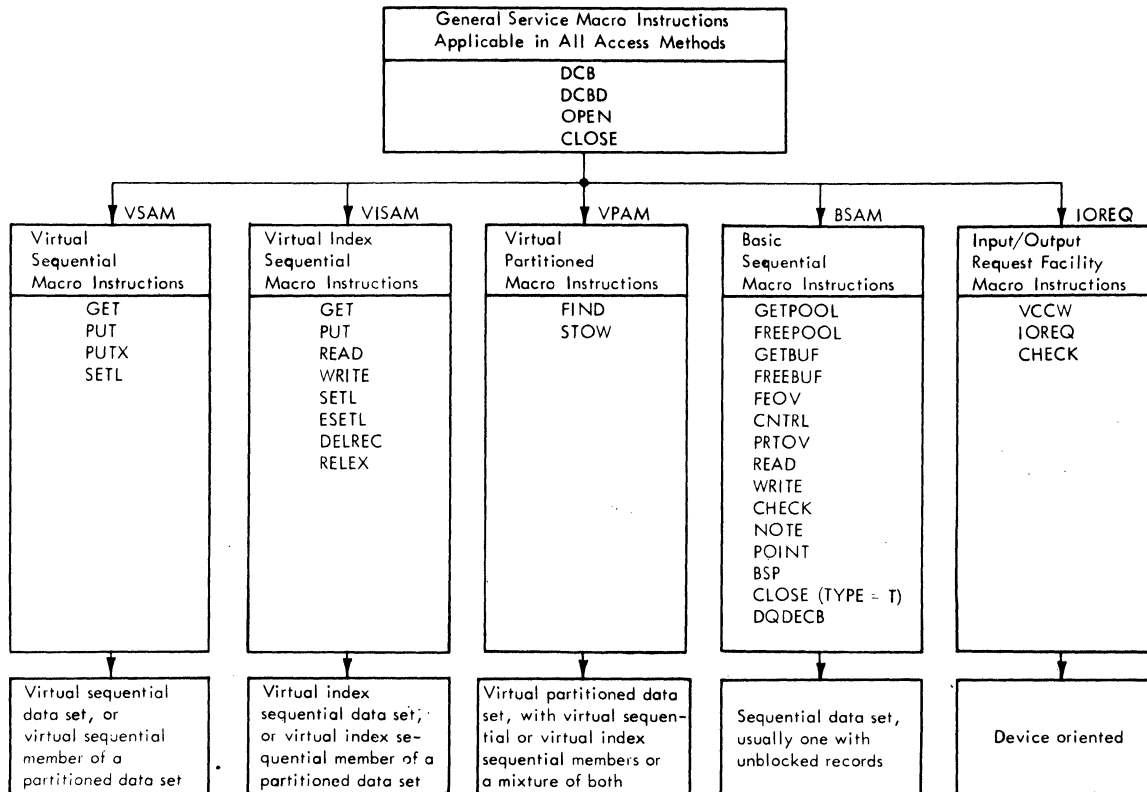 General Service Macro Instructions
Applicable in All Access Methods
DCB
DCBD
OPEN
CLOSE
VSAM
Virtual
Sequential
Macro Instructions
GET
PUT
PUTX
SETL
Virtual sequential
data set, or
virtual sequential
member of a
partitioned data set
VISAM
Virtual Index
Sequential
Macro Instructions
GET
PUT
READ
WRITE
SETL
ESETL
DELREC
RELEX
Virtual index
sequential data set,
or virtual index se-
quential member of a
partitioned data set
VPAM
Virtual
Partitioned
Macro Instructions
FIND
STOW
Virtual partitioned data
set, with virtual sequen-
tial or virtual index
sequential members or
a mixture of both
BSAM
Basic
Sequential
Macro Instructions
GETPOOL
FREEPOOL
GETBUF
FREEBUF
FEOV
CNTRL
PRTOV
READ
WRITE
CHECK
NOTE
POINT
BSP
CLOSE (TYPE = T)
DQDECB
Sequential data set,
usually one with
unblocked records
IOREQ
Input/Output
Request Facility
Macro Instructions
VCCW
IOREQ
CHECK
Device oriented